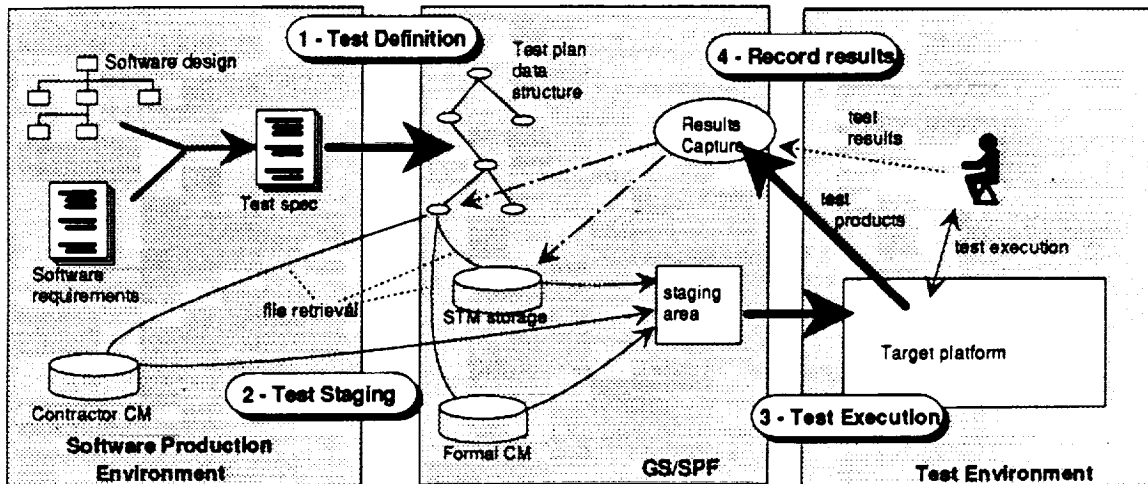 1 - Test Definition
4 - Record results
Software design
Test plan
data
structure
Results
Capture
test
results
Test spec
test
products
test execution
Software
requirements
file retrieval
STM storage
staging
area
Target platform
Contractor CM
2 - Test Staging
3 - Test Execution
Formal CM
Software Production
Environment
GS/SPF
Test Environment